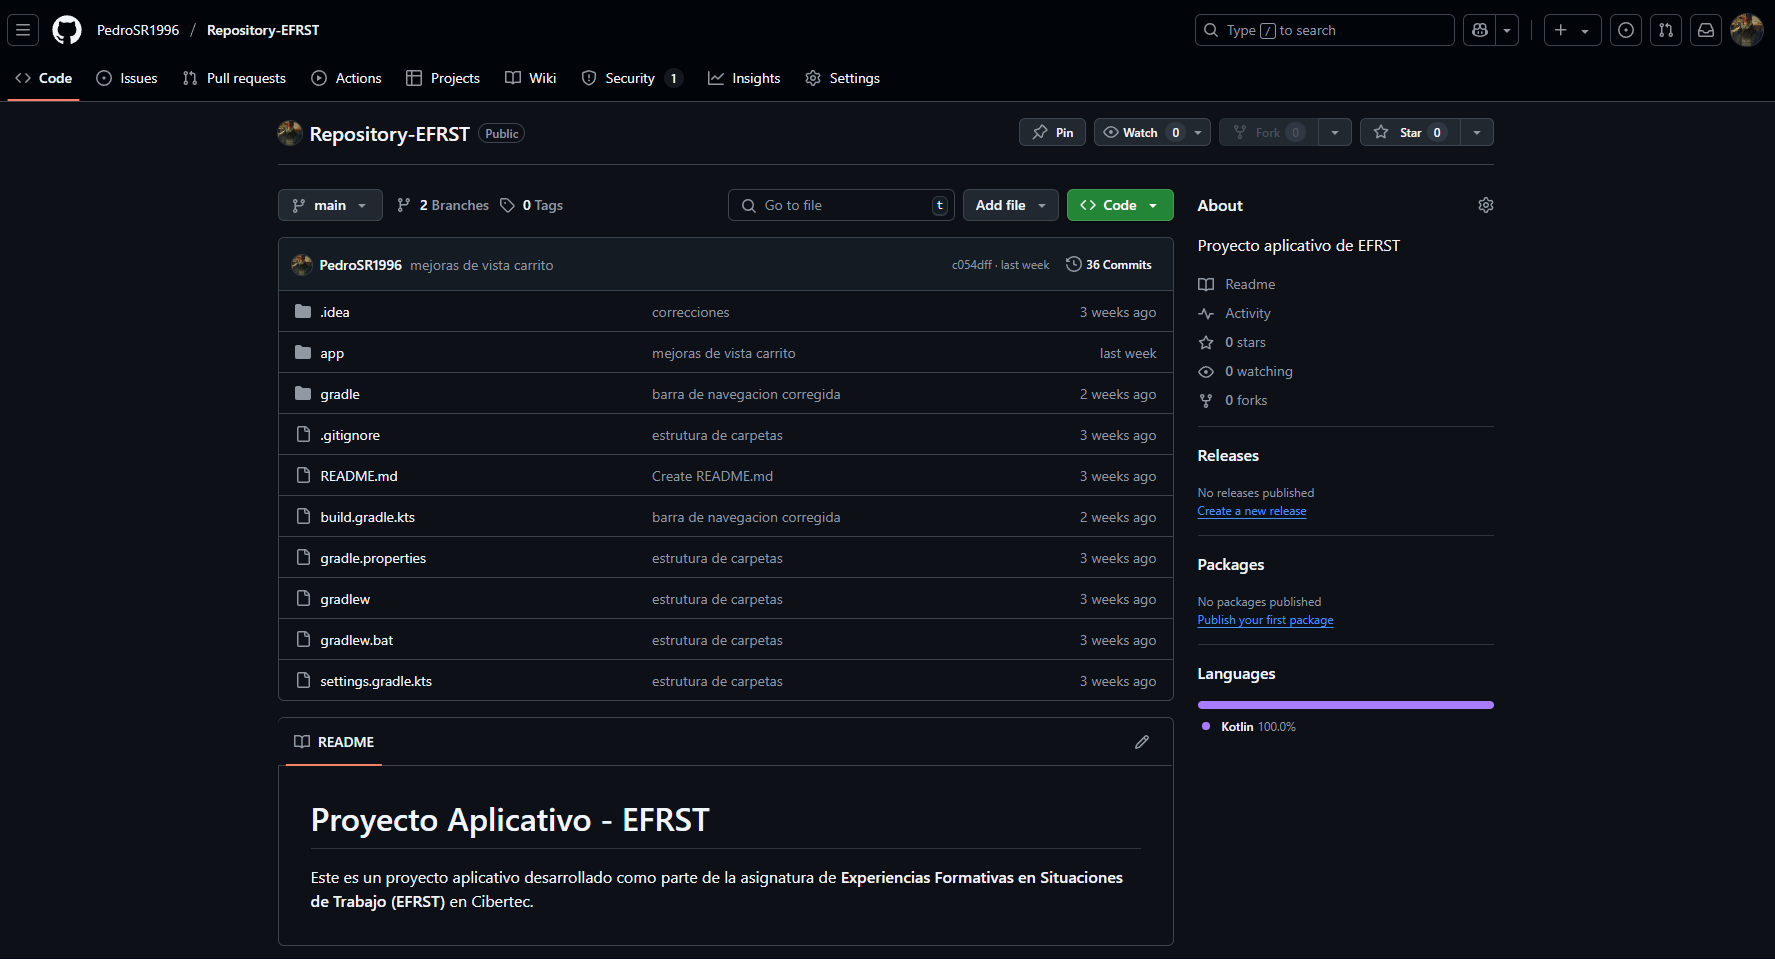 PedroSR1996 / Repository-EFRST
Type / to search
Code Issues Pull requests Actions Projects Wiki Security 1 Insights Settings
Repository-EFRST Public
Pin Watch 0 Fork 0 Star 0
main 2 Branches 0 Tags
Go to file t Add file Code
PedroSR1996 mejoras de vista carrito c054dff · last week 36 Commits
.idea correcciones 3 weeks ago
app mejoras de vista carrito last week
gradle barra de navegacion corregida 2 weeks ago
.gitignore estrutura de carpetas 3 weeks ago
README.md Create README.md 3 weeks ago
build.gradle.kts barra de navegacion corregida 2 weeks ago
gradle.properties estrutura de carpetas 3 weeks ago
gradlew estrutura de carpetas 3 weeks ago
gradlew.bat estrutura de carpetas 3 weeks ago
settings.gradle.kts estrutura de carpetas 3 weeks ago
README
Proyecto Aplicativo - EFRST
Este es un proyecto aplicativo desarrollado como parte de la asignatura de Experiencias Formativas en Situaciones
de Trabajo (EFRST) en Cibertec.
About
Proyecto aplicativo de EFRST
Readme
Activity
0 stars
0 watching
0 forks
Releases
No releases published
Create a new release
Packages
No packages published
Publish your first package
Languages
Kotlin 100.0%